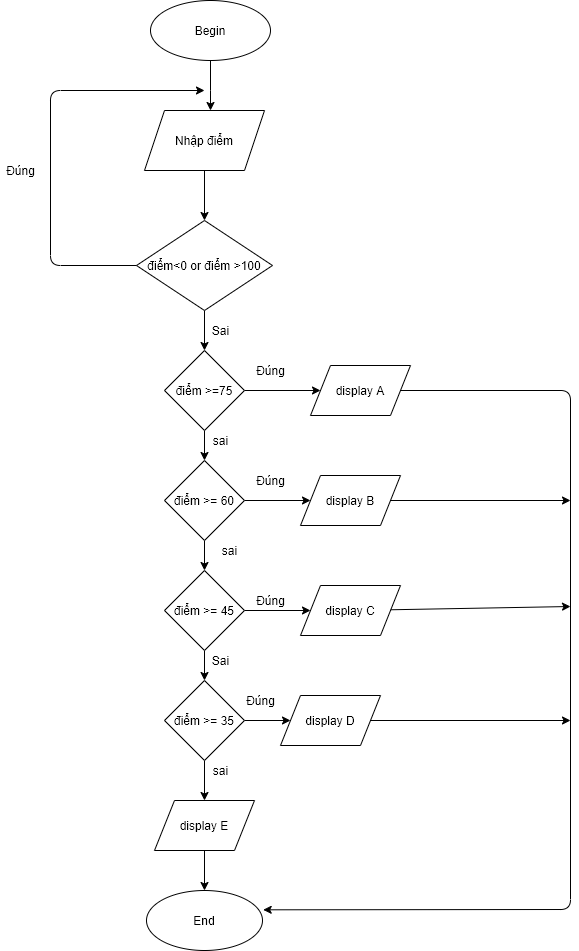 Begin
Nhập điểm
Đúng
điểm<0 or điểm >100
Sai
điểm >=75
Đúng
display A
sai
điểm >= 60
Đúng
display B
sai
điểm >= 45
Đúng
display C
Sai
điểm >= 35
Đúng
display D
sai
display E
End